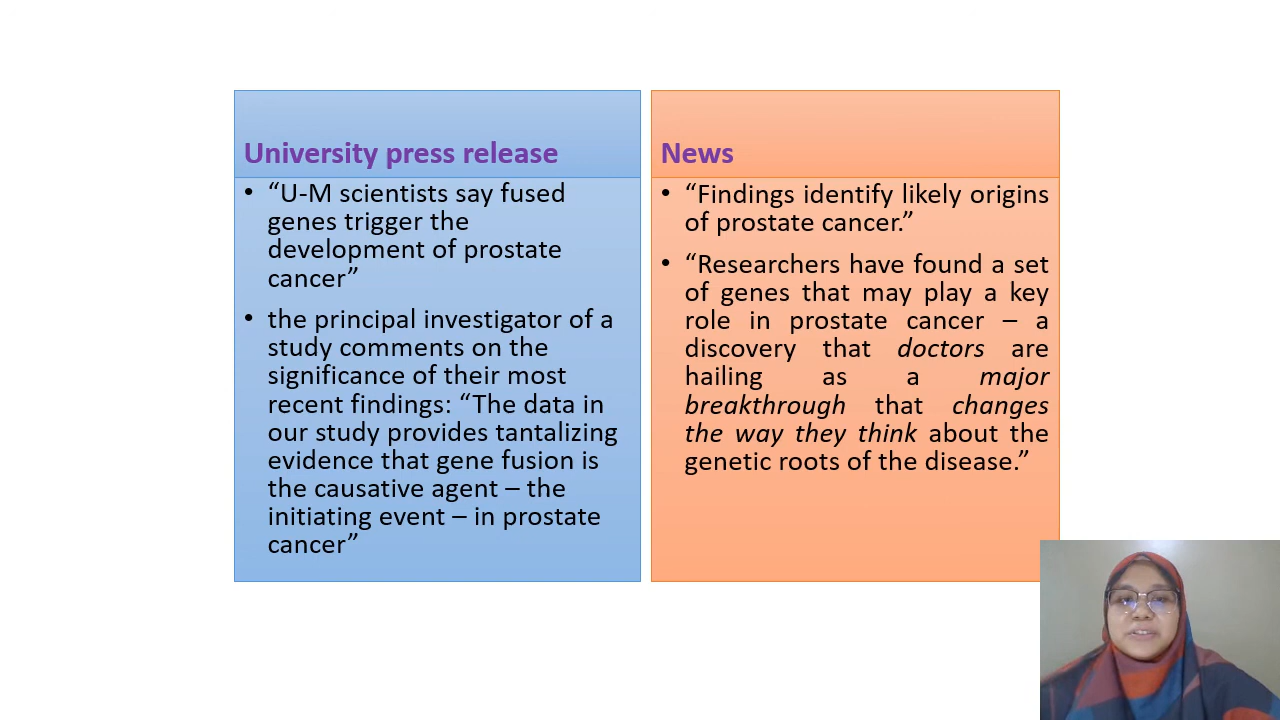 University press release
• “U-M scientists say fused
genes trigger the
development of prostate
cancer”
• the principal investigator of a
study comments on the
significance of their most
recent findings: “The data in
our study provides tantalizing
evidence that gene fusion is
the causative agent – the
initiating event – in prostate
cancer”
News
• “Findings identify likely origins
of prostate cancer.”
• “Researchers have found a set
of genes that may play a key
role in prostate cancer – a
discovery that doctors are
hailing as a major
breakthrough that changes
the way they think about the
genetic roots of the disease.”